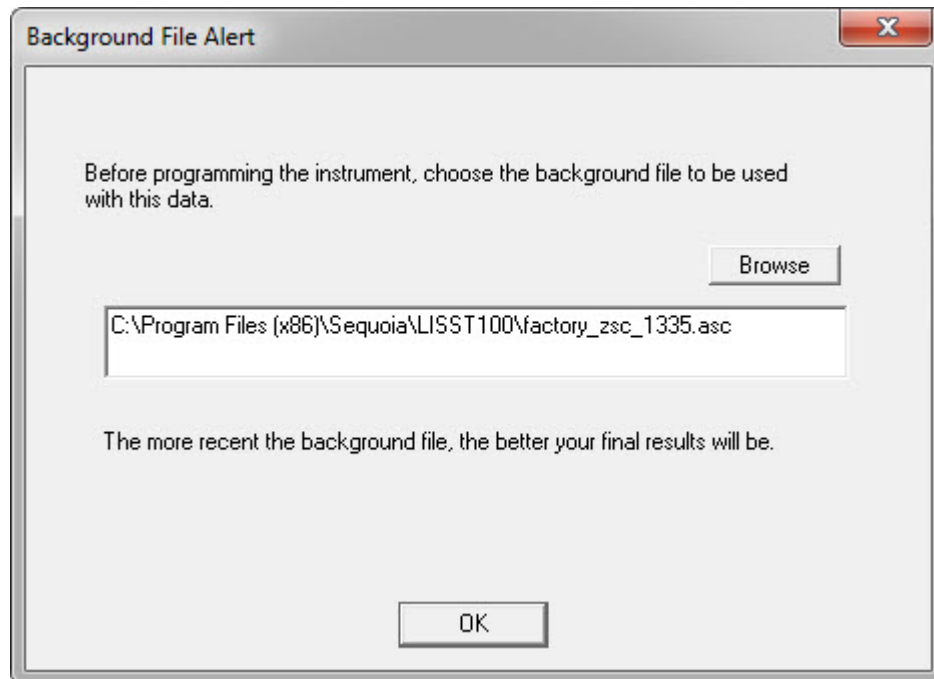 Background File Alert
Before programming the instrument, choose the background file to be used
with this data.
Browse
C:\Program Files (x86)\Sequoia\LISST100\factory_zsc_1335.asc
The more recent the background file, the better your final results will be.
OK